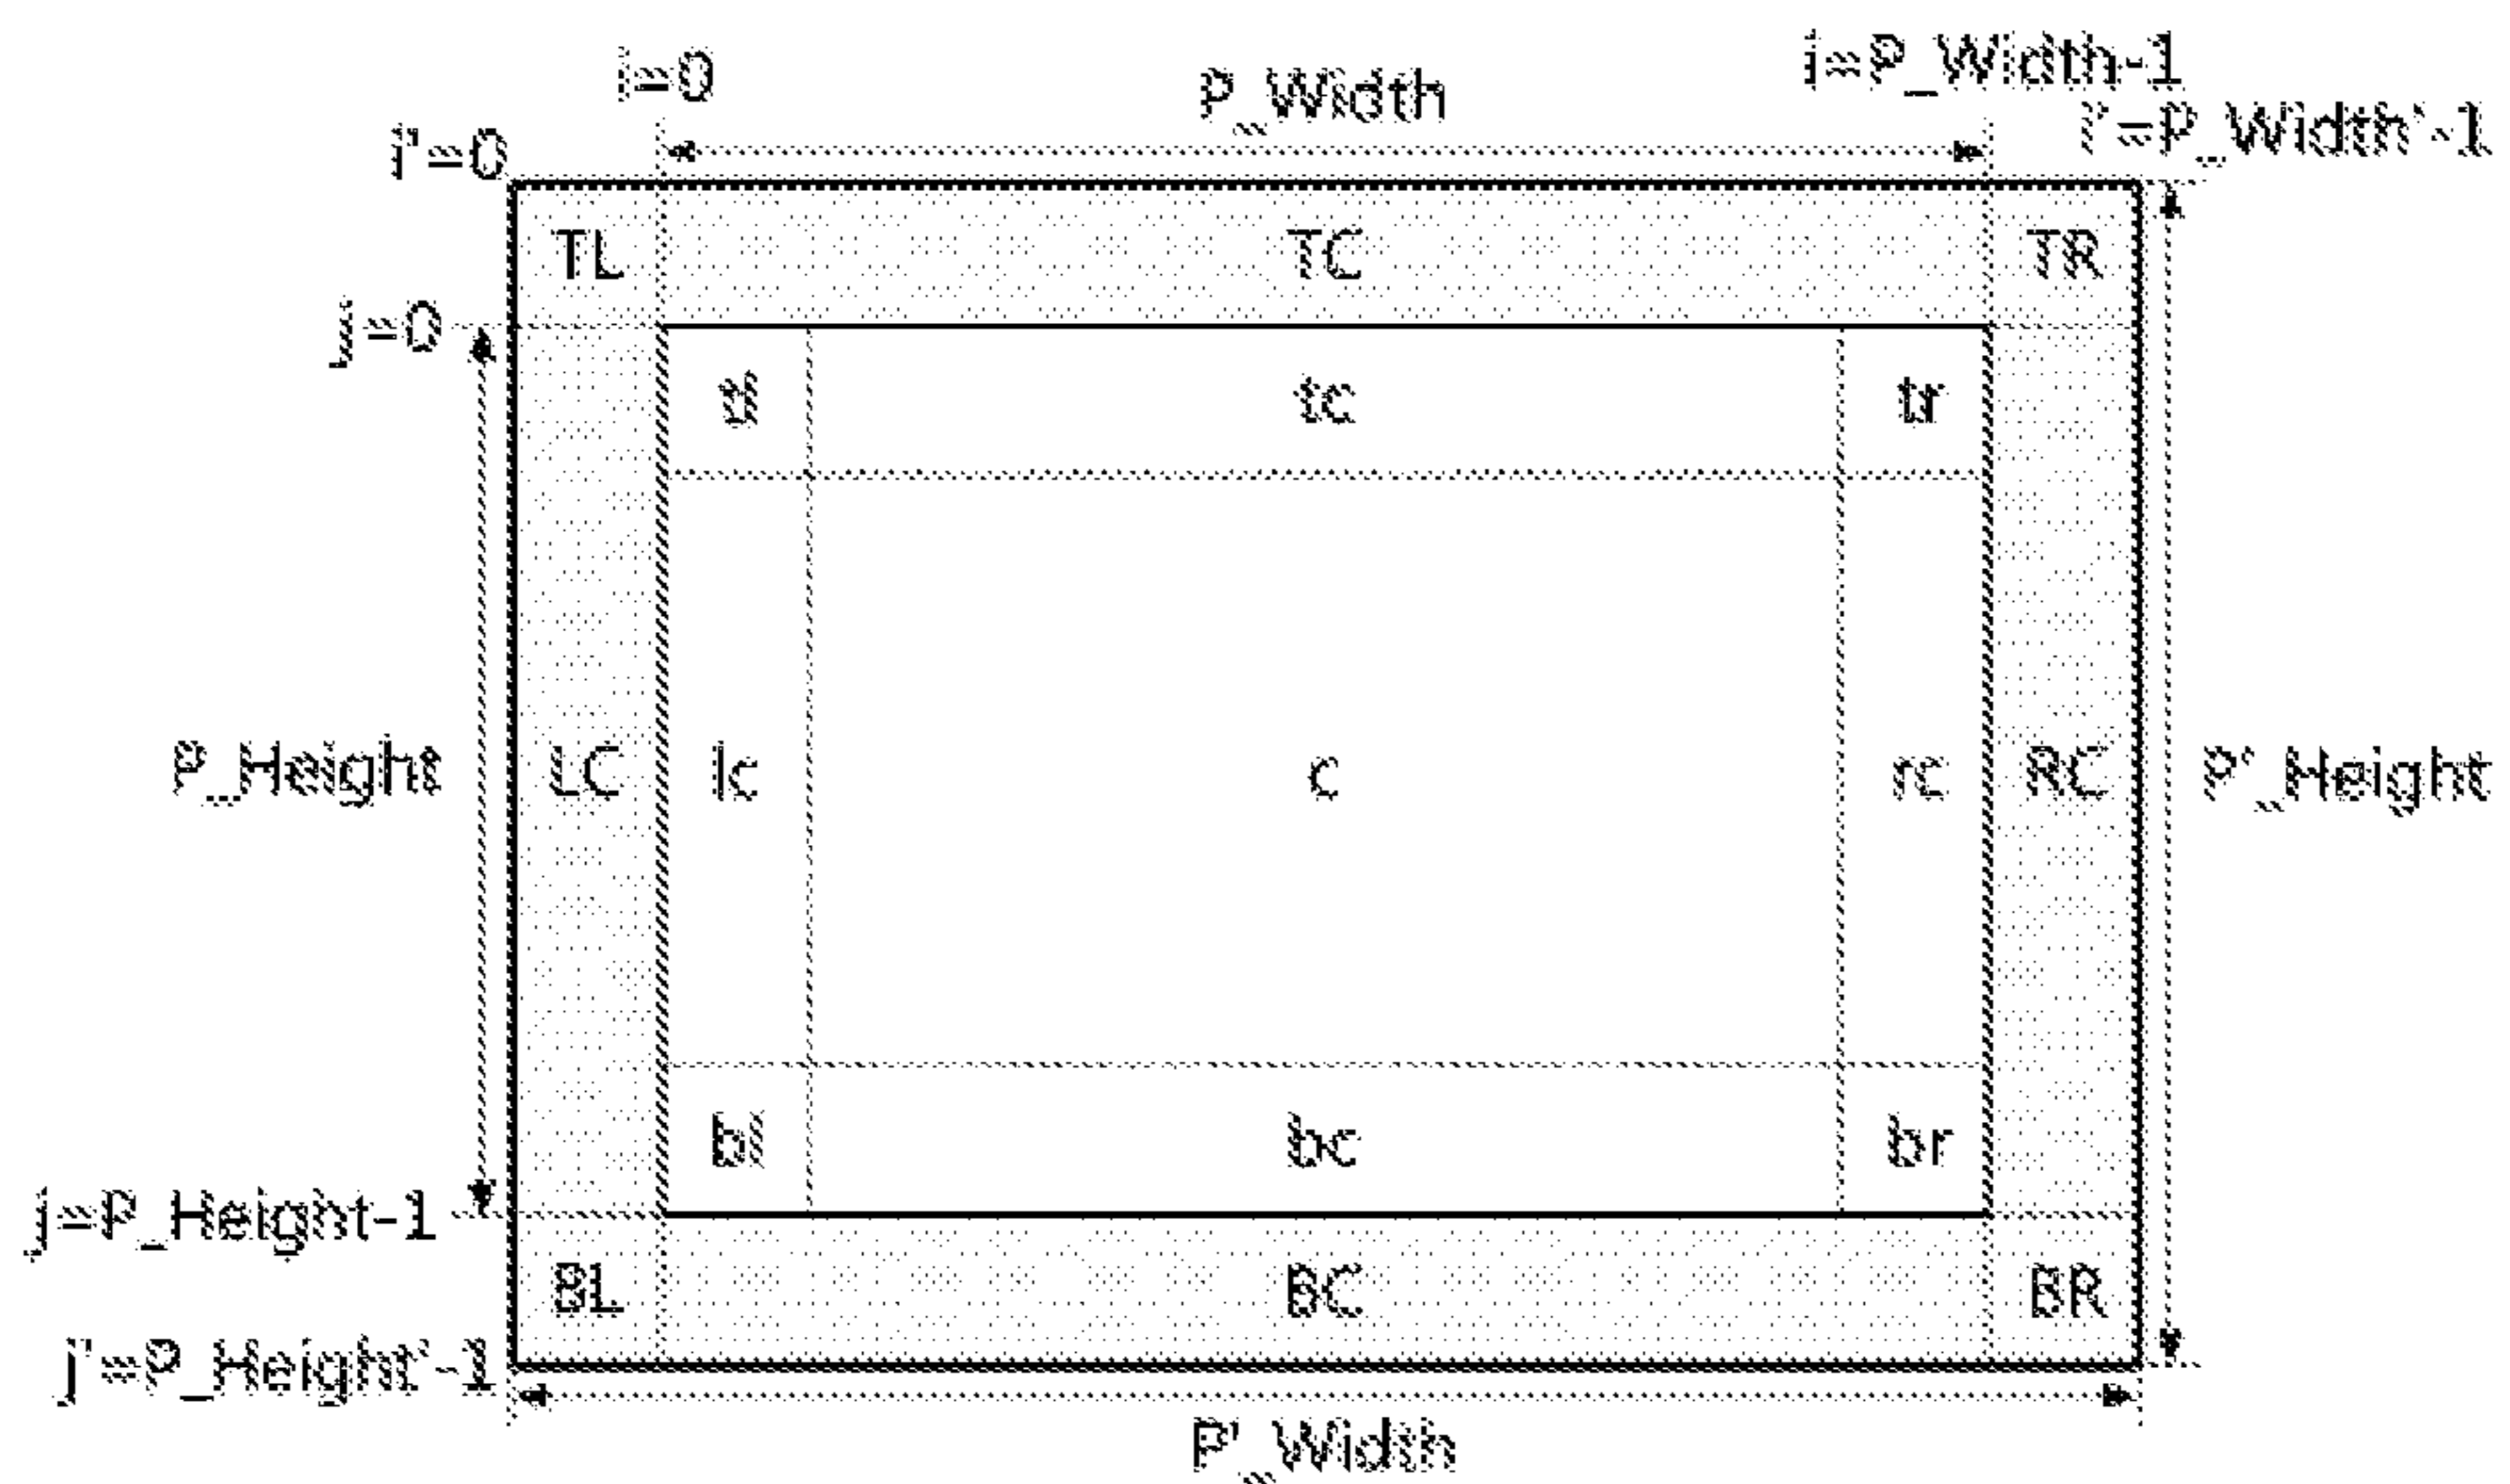 i=0
P_Width
i=P_Width-1
i'=0
i'=P_Width'-1
TL TC TR
j=0
tl tc tr
P_Height LC lc c rc RC P'_Height
bl bc br
j=P_Height-1
BL BC BR
j'=P_Height'-1
P'_Width